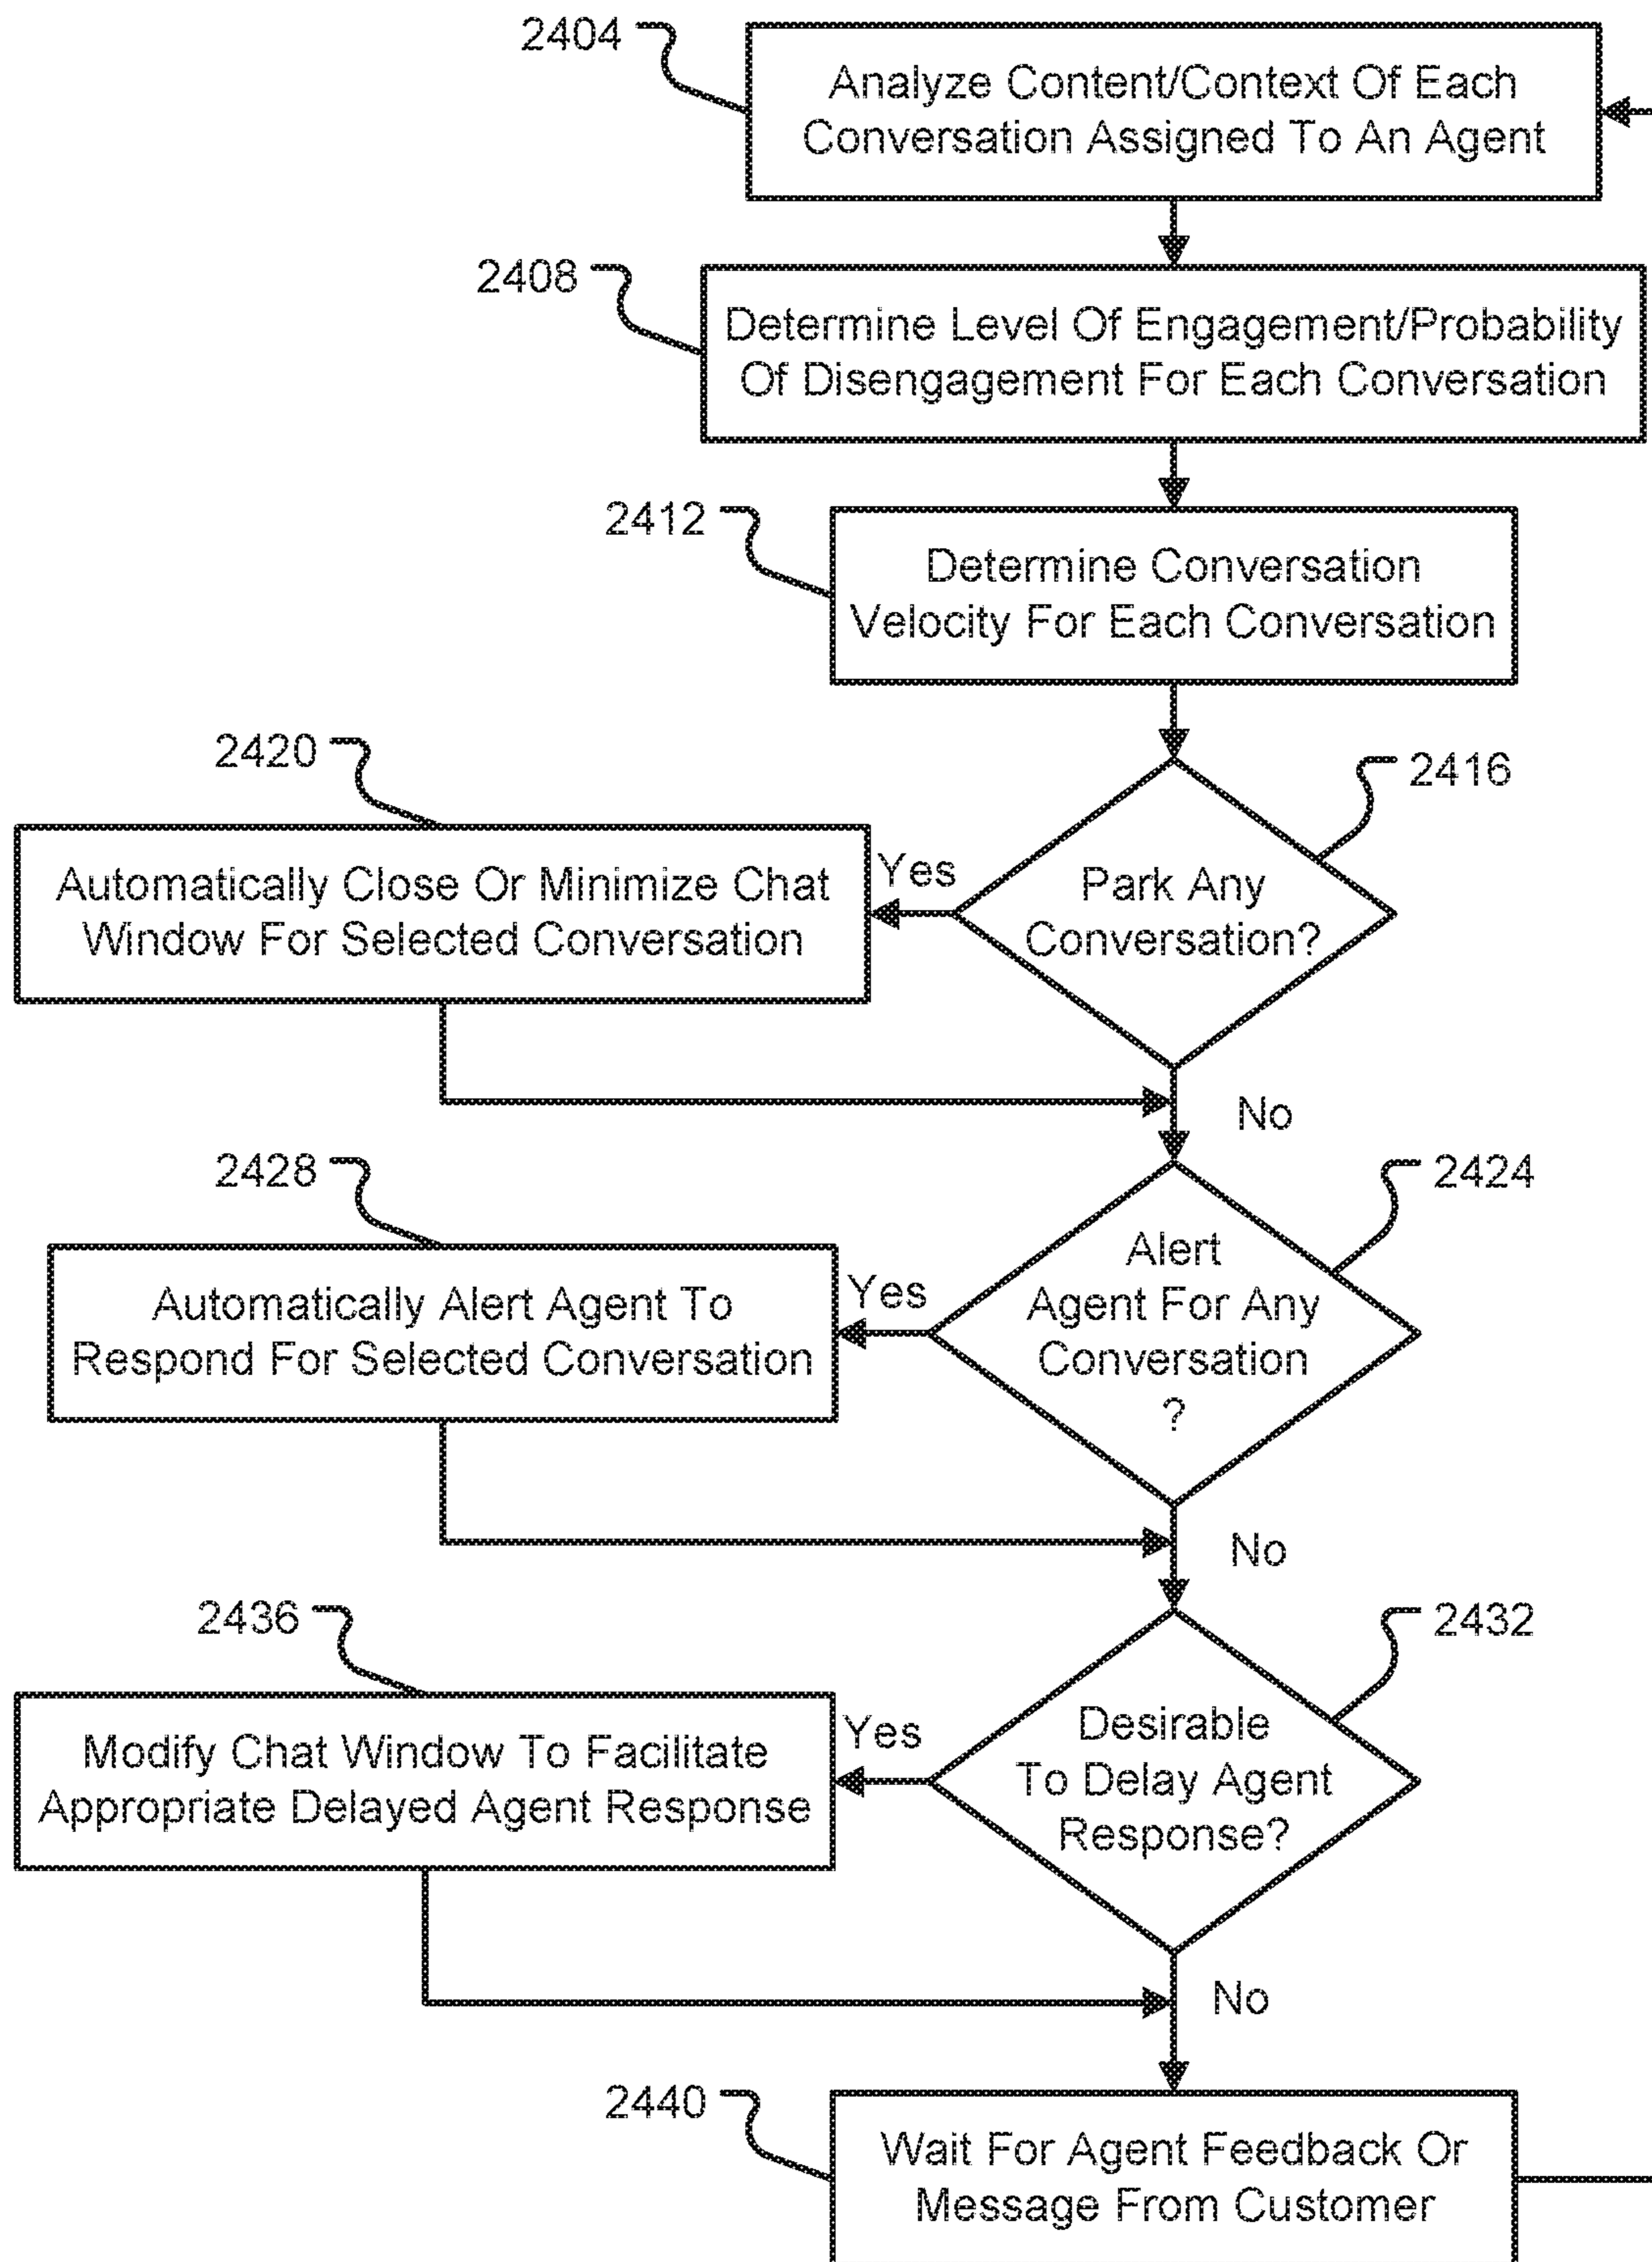 2404
Analyze Content/Context Of Each
Conversation Assigned To An Agent
2408
Determine Level Of Engagement/Probability
Of Disengagement For Each Conversation
2412
Determine Conversation
Velocity For Each Conversation
2420
2416
Automatically Close Or Minimize Chat
Window For Selected Conversation
Yes
Park Any
Conversation?
No
2428
2424
Automatically Alert Agent To
Respond For Selected Conversation
Yes
Alert
Agent For Any
Conversation
?
No
2436
2432
Modify Chat Window To Facilitate
Appropriate Delayed Agent Response
Yes
Desirable
To Delay Agent
Response?
No
2440
Wait For Agent Feedback Or
Message From Customer